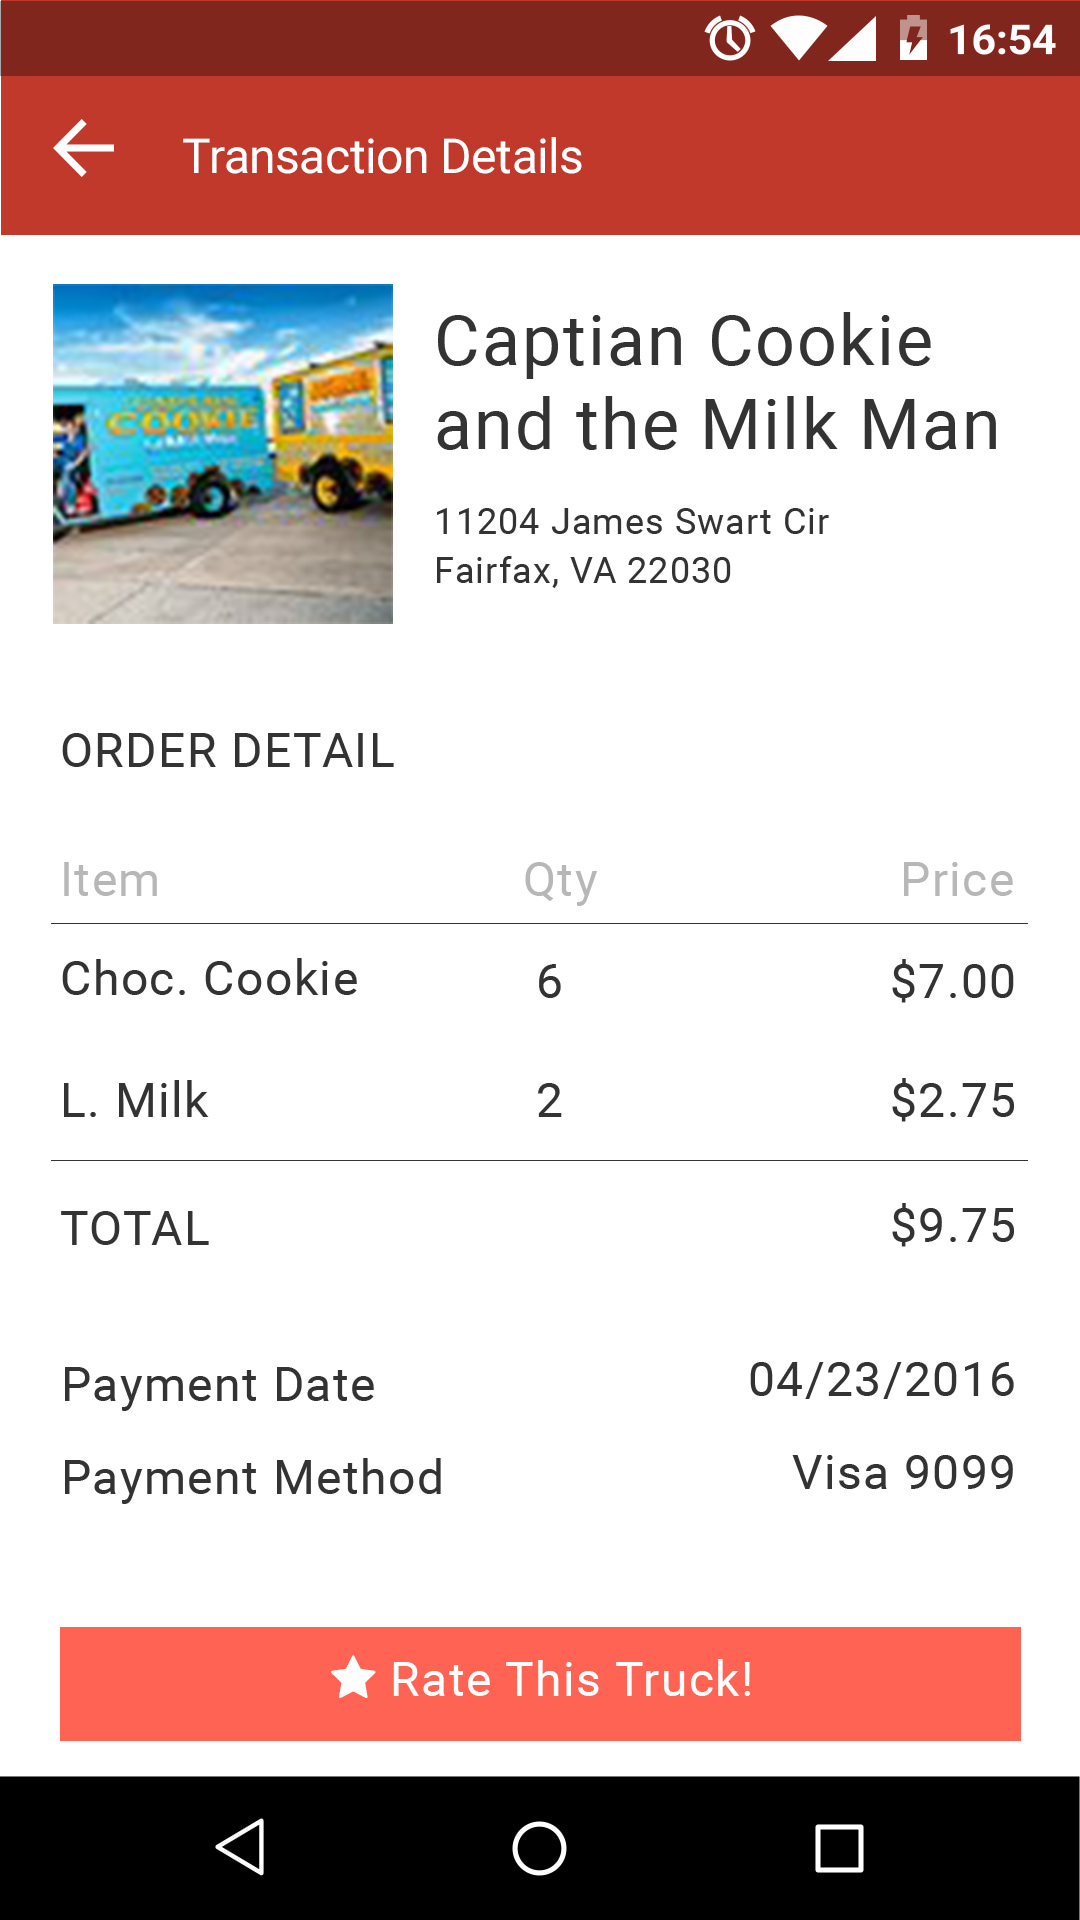 16:54
Transaction Details
COOKIE
Captian Cookie
and the Milk Man
11204 James Swart Cir
Fairfax, VA 22030
ORDER DETAIL
Item Qty Price
Choc. Cookie 6 $7.00
L. Milk 2 $2.75
TOTAL $9.75
Payment Date 04/23/2016
Payment Method Visa 9099
Rate This Truck!